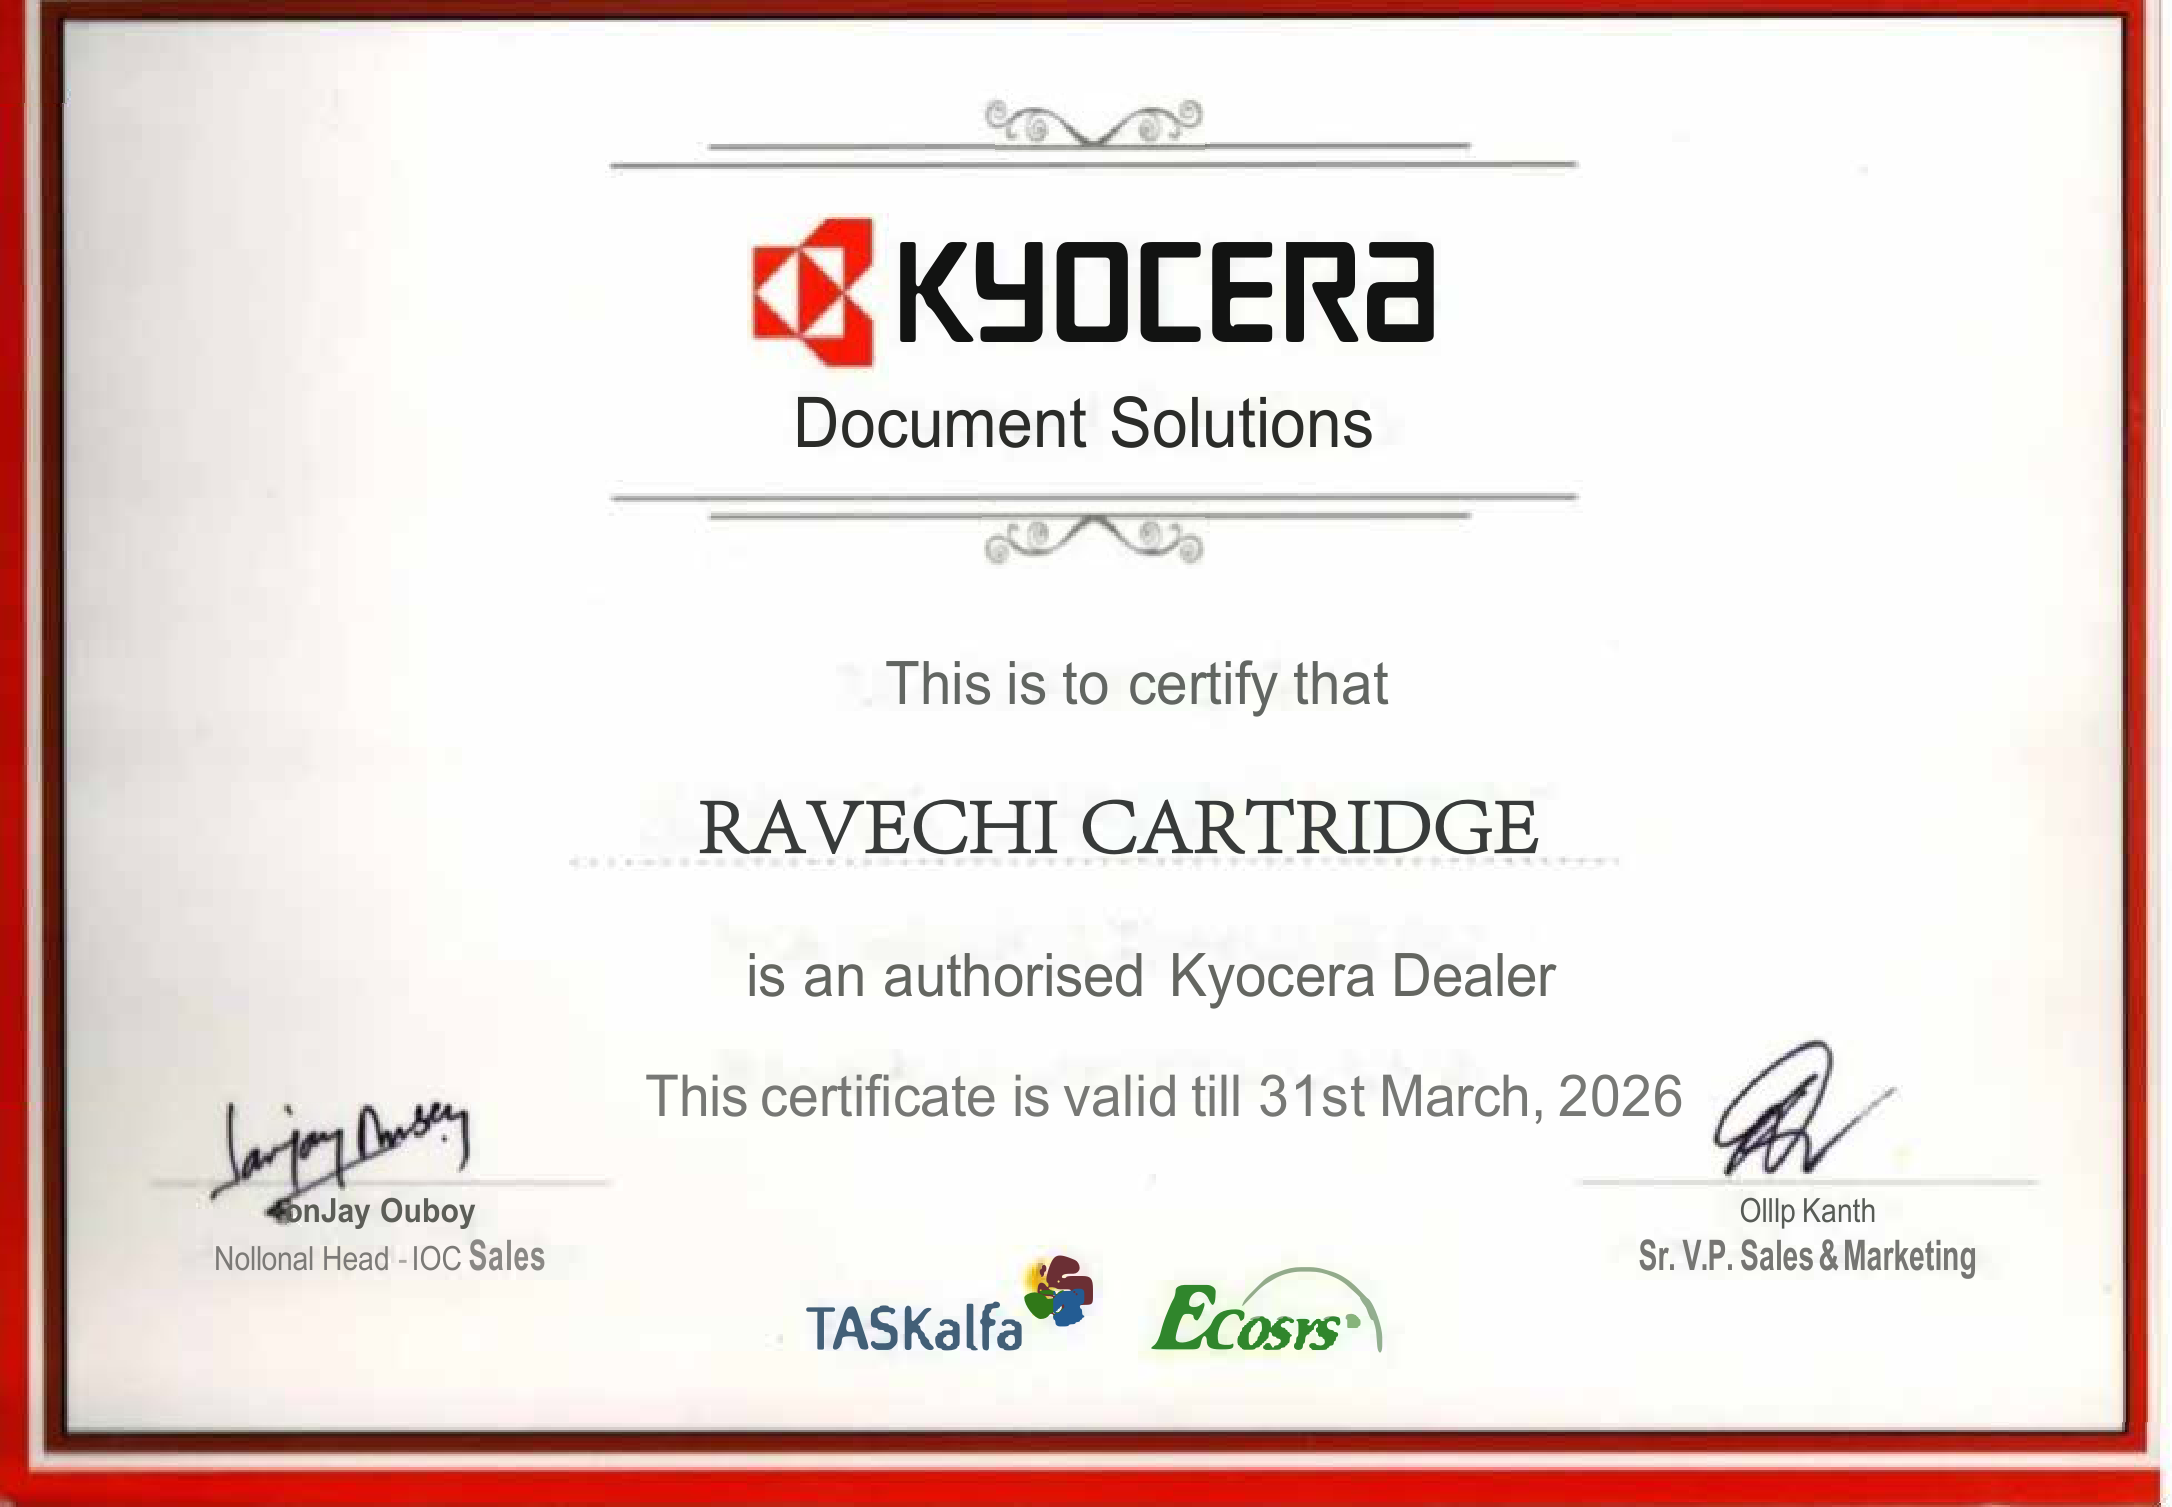 KYOCERA
Document Solutions
This is to certify that
RAVECHI CARTRIDGE
is an authorised Kyocera Dealer
This certificate is valid till 31st March, 2026
onJay Ouboy
Nollonal Head - IOC Sales
Olllp Kanth
Sr. V.P. Sales & Marketing
TASKalfa
ECOSYS